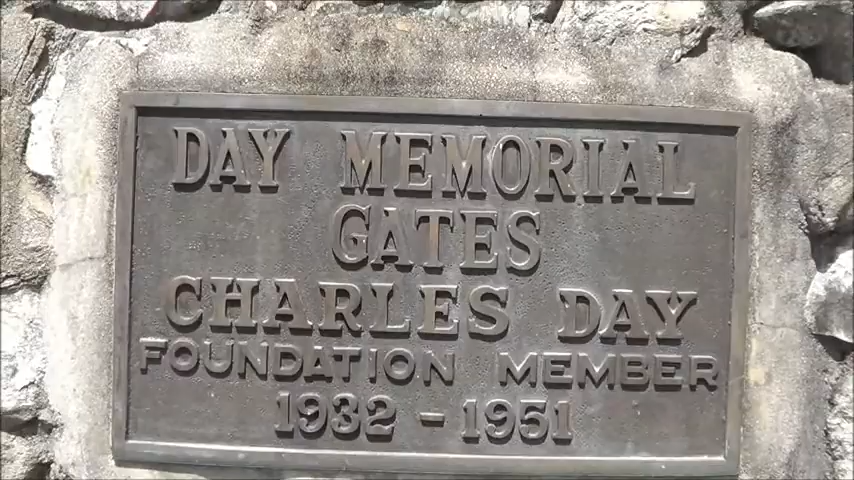 DAY MEMORIAL
GATES
CHARLES DAY
FOUNDATION MEMBER
1932 - 1951